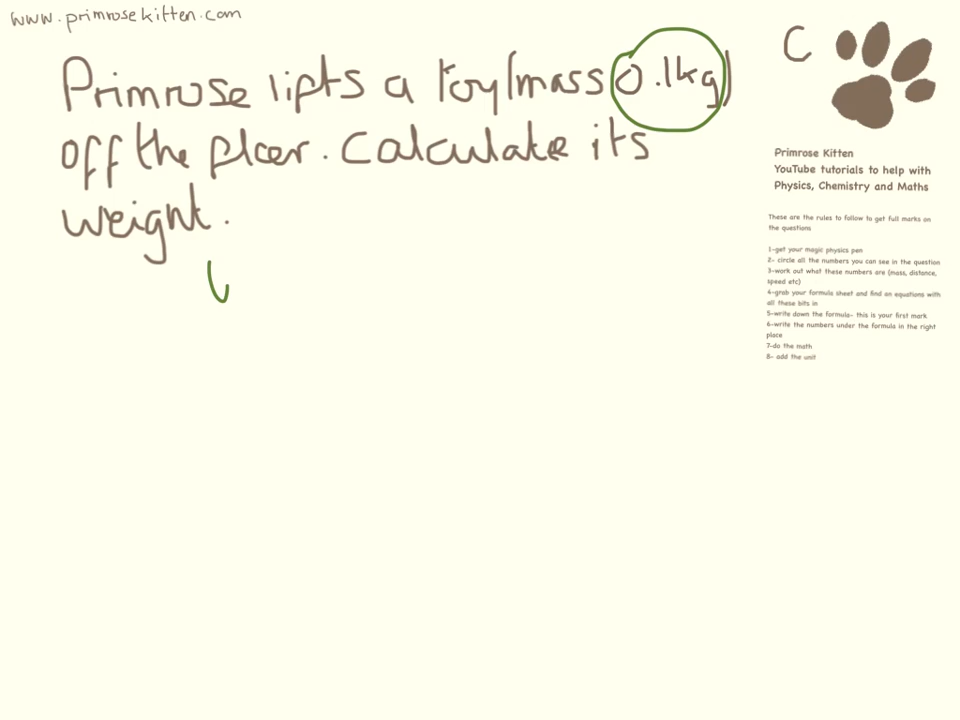 www.primrosekitten.com
Primrose lifts a toy (mass 0.1kg)
off the floor. Calculate its
weight.
C
Primrose Kitten
YouTube tutorials to help with
Physics, Chemistry and Maths
These are the rules to follow to get full marks on
the questions
1-get your magic physics pen
2- circle all the numbers you can see in the question
3-work out what these numbers are (mass, distance,
speed etc)
4-grab your formula sheet and find an equations with
all these bits in
5-write down the formula- this is your first mark
6-write the numbers under the formula in the right
place
7-do the math
8- add the unit